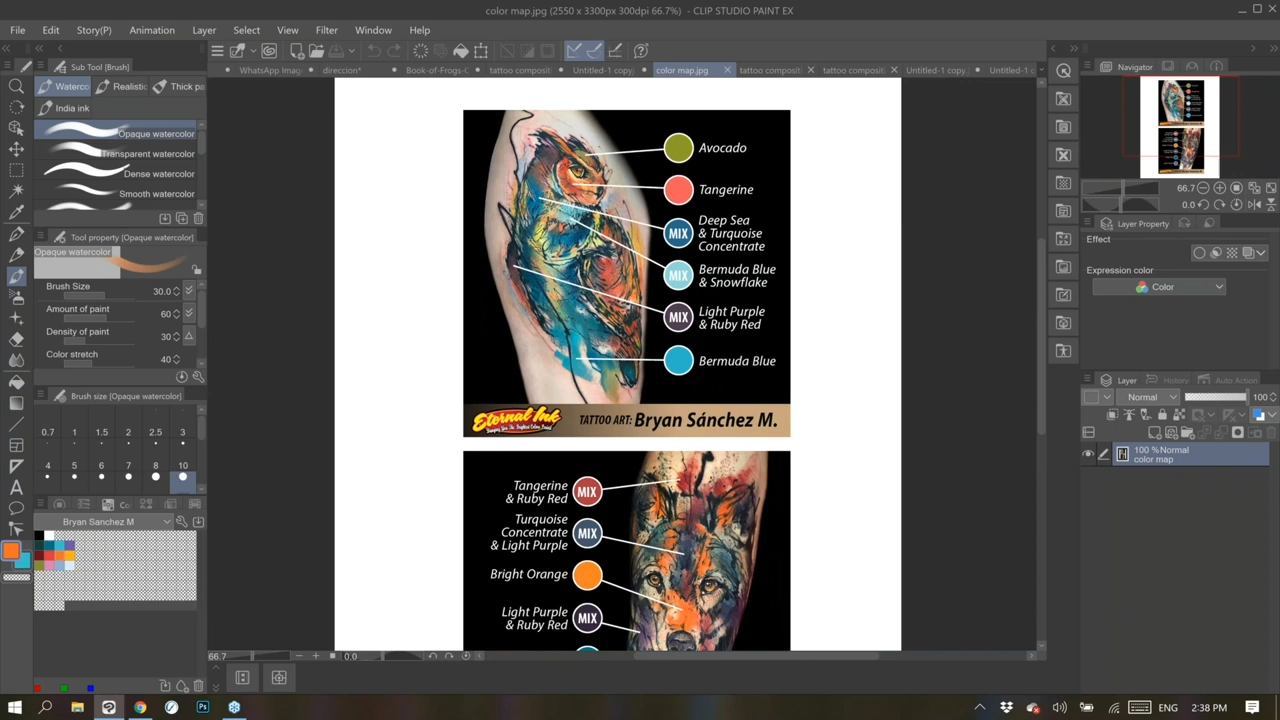 color map.jpg (2550 x 3300px 300dpi 66.7%) - CLIP STUDIO PAINT EX
File Edit Story(P) Animation Layer Select View Filter Window Help
Sub Tool [Brush]
WhatsApp Imag
direccion*
Book-of-Frogs-C
tattoo composit
Untitled-1 copy
color map.jpg
tattoo composit
tattoo composit
Untitled-1 copy
Untitled-1 c
Navigator
Waterco
Realistic
Thick pa
India ink
Opaque watercolor
Transparent watercolor
Dense watercolor
Smooth watercolor
Tool property [Opaque watercolor]
Opaque watercolor
Brush Size 30.0
Amount of paint 60
Density of paint 30
Color stretch 40
Brush size [Opaque watercolor]
0.7 1 1.5 2 2.5 3
4 5 6 7 8 10
Co
Bryan Sanchez M
Avocado
Tangerine
MIX
Deep Sea
& Turquoise
Concentrate
MIX
Bermuda Blue
& Snowflake
MIX
Light Purple
& Ruby Red
Bermuda Blue
Eternal Ink
TATTOO ART: Bryan Sánchez M.
Tangerine
& Ruby Red
MIX
Turquoise
Concentrate
& Light Purple
MIX
Bright Orange
Light Purple
& Ruby Red
MIX
66.7
0.0
66.7
0.0
Layer Property
Effect
Expression color
Color
Layer
History
Auto Action
Normal
100
100 %Normal
color map
ENG
2:38 PM